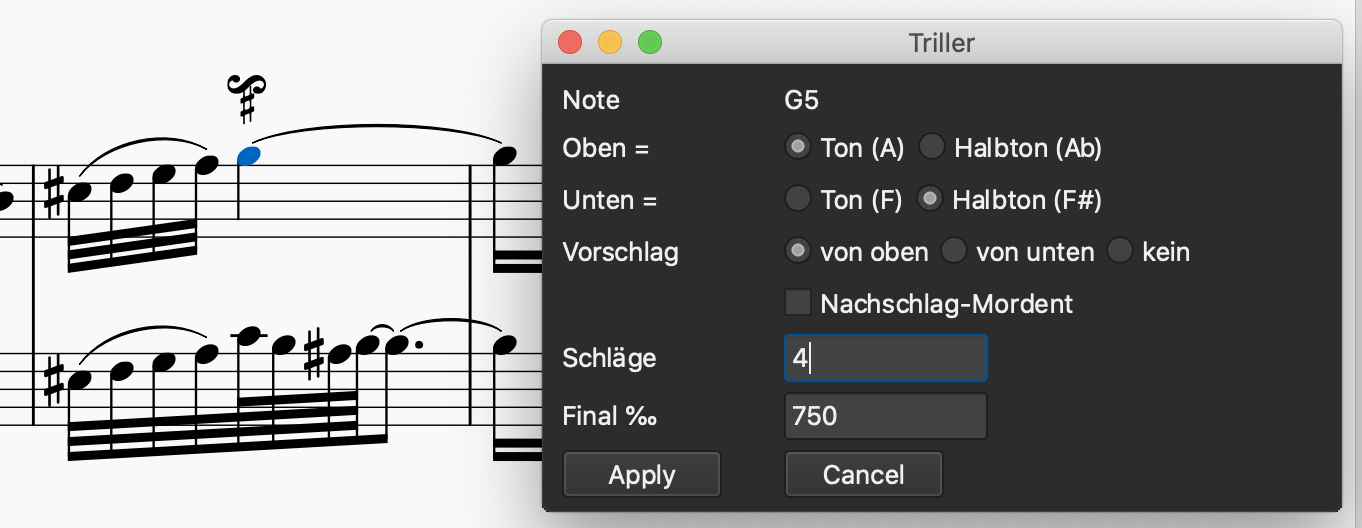 Triller
Note G5
Oben = Ton (A) Halbton (Ab)
Unten = Ton (F) Halbton (F#)
Vorschlag von oben von unten kein
Nachschlag-Mordent
Schläge 4
Final ‰ 750
Apply Cancel